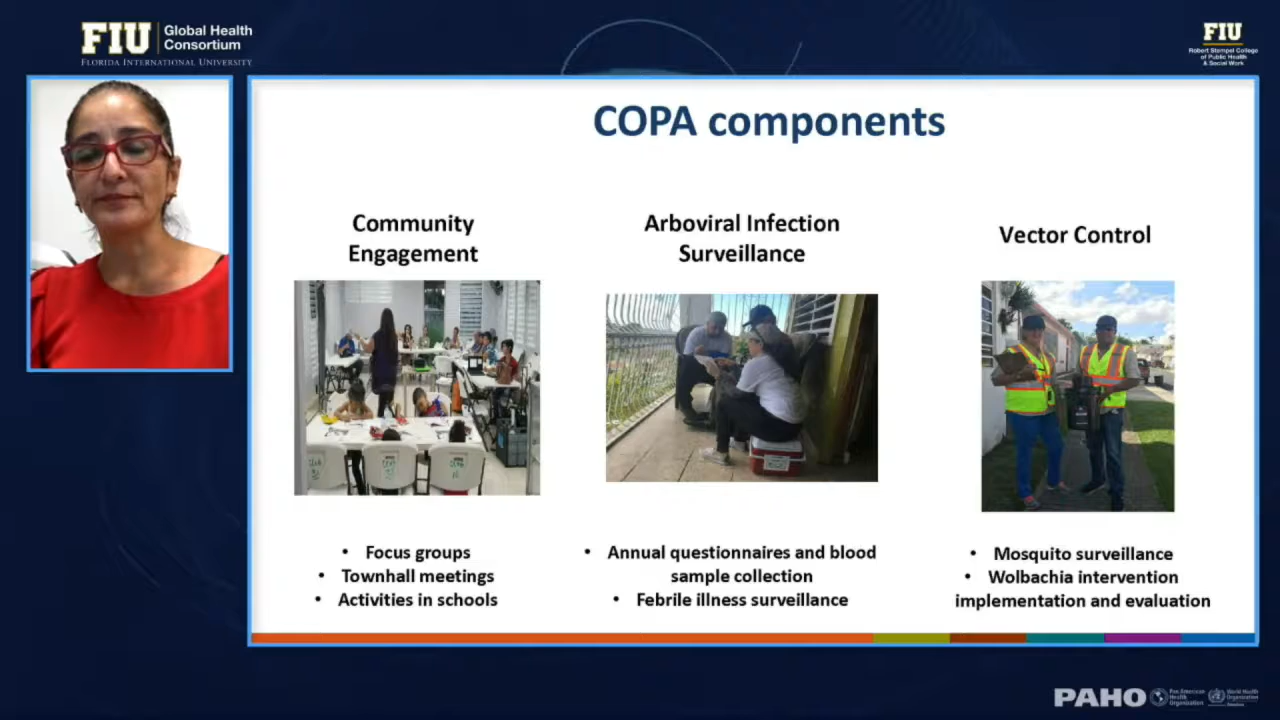 FIU
Global Health
Consortium
FLORIDA INTERNATIONAL UNIVERSITY
FIU
Robert Stempel College
of Public Health
& Social Work
COPA components
Community
Engagement
Arboviral Infection
Surveillance
Vector Control
• Focus groups
• Townhall meetings
• Activities in schools
• Annual questionnaires and blood
sample collection
• Febrile illness surveillance
• Mosquito surveillance
• Wolbachia intervention
implementation and evaluation
PAHO
Pan American
Health
Organization
World Health
Organization